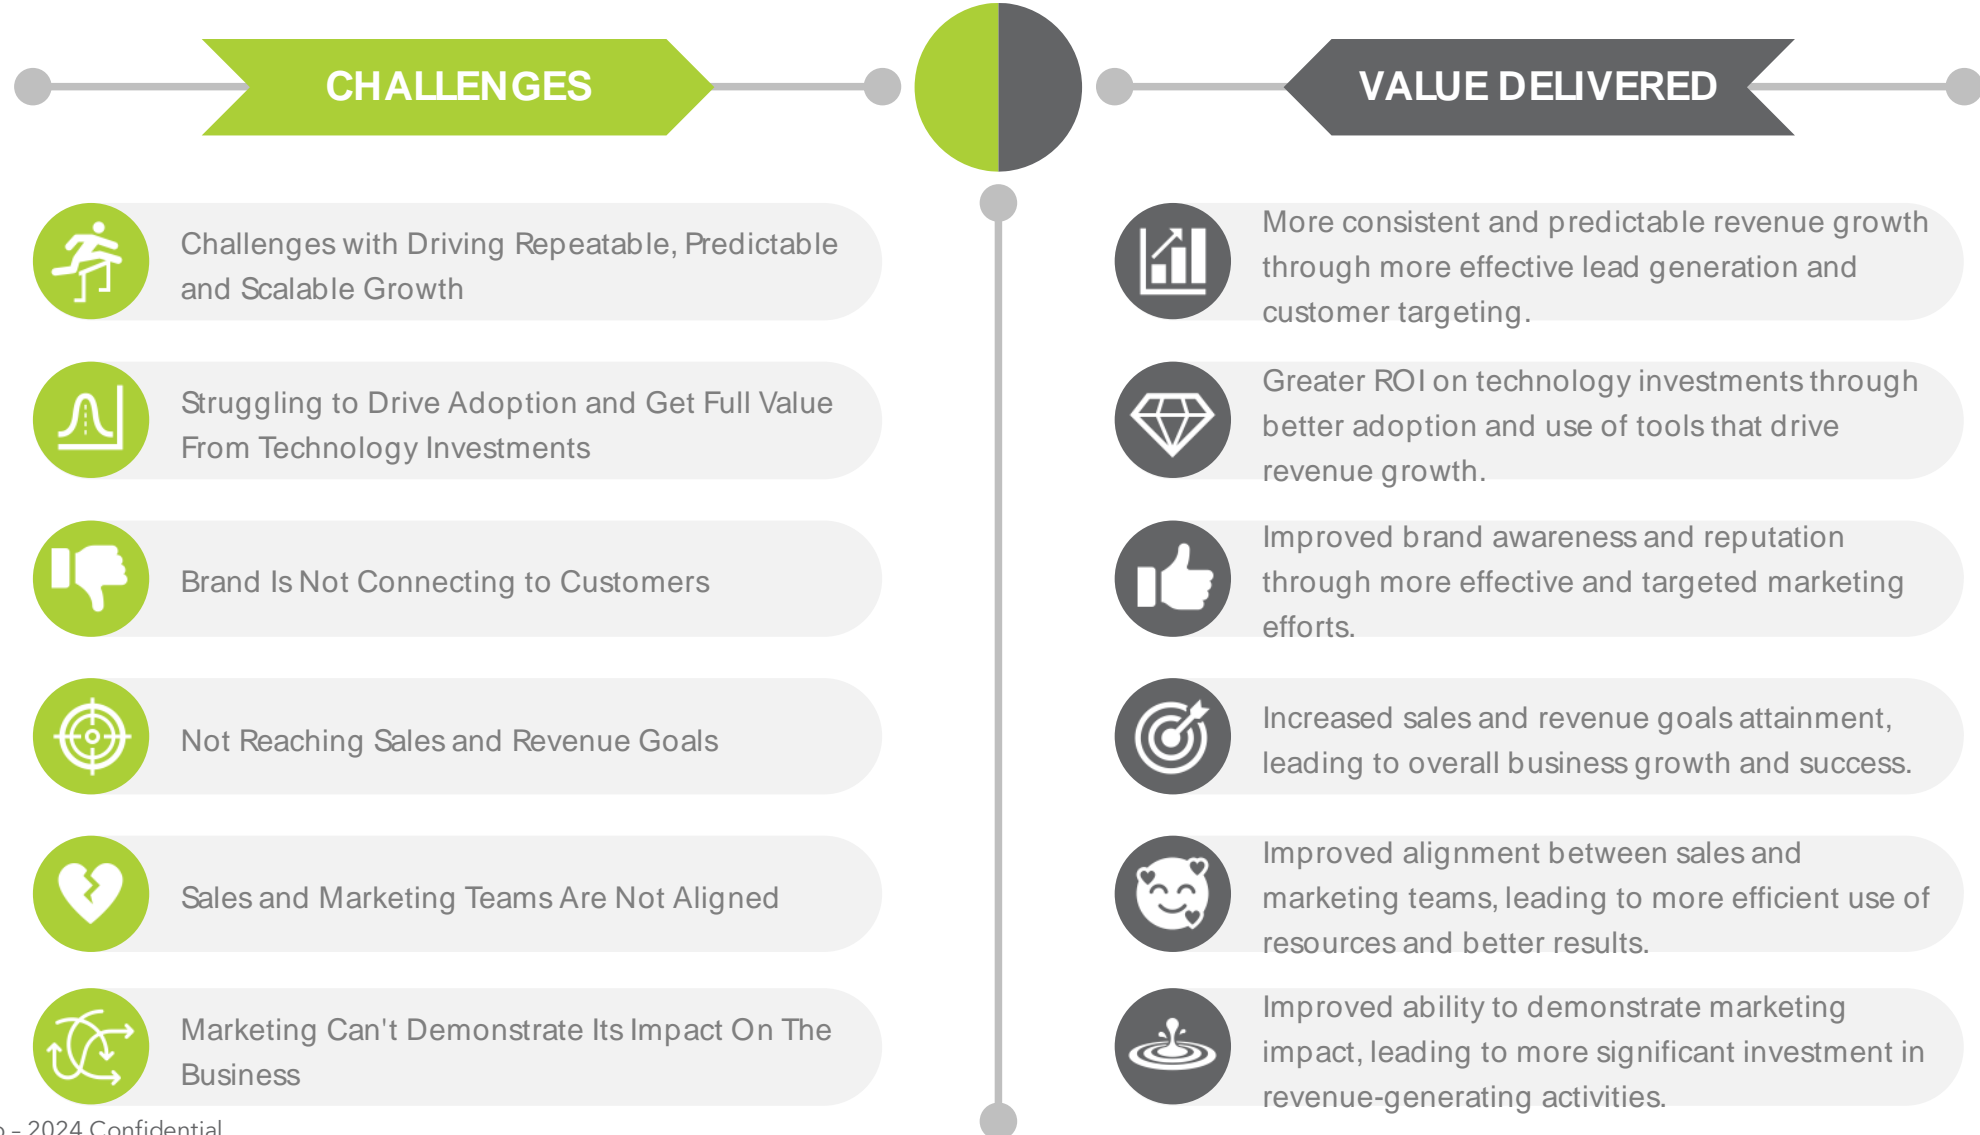 CHALLENGES
VALUE DELIVERED
Challenges with Driving Repeatable, Predictable
and Scalable Growth
More consistent and predictable revenue growth
through more effective lead generation and
customer targeting.
Struggling to Drive Adoption and Get Full Value
From Technology Investments
Greater ROI on technology investments through
better adoption and use of tools that drive
revenue growth.
Brand Is Not Connecting to Customers
Improved brand awareness and reputation
through more effective and targeted marketing
efforts.
Not Reaching Sales and Revenue Goals
Increased sales and revenue goals attainment,
leading to overall business growth and success.
Sales and Marketing Teams Are Not Aligned
Improved alignment between sales and
marketing teams, leading to more efficient use of
resources and better results.
Marketing Can't Demonstrate Its Impact On The
Business
Improved ability to demonstrate marketing
impact, leading to more significant investment in
revenue-generating activities.
– 2024 Confidential